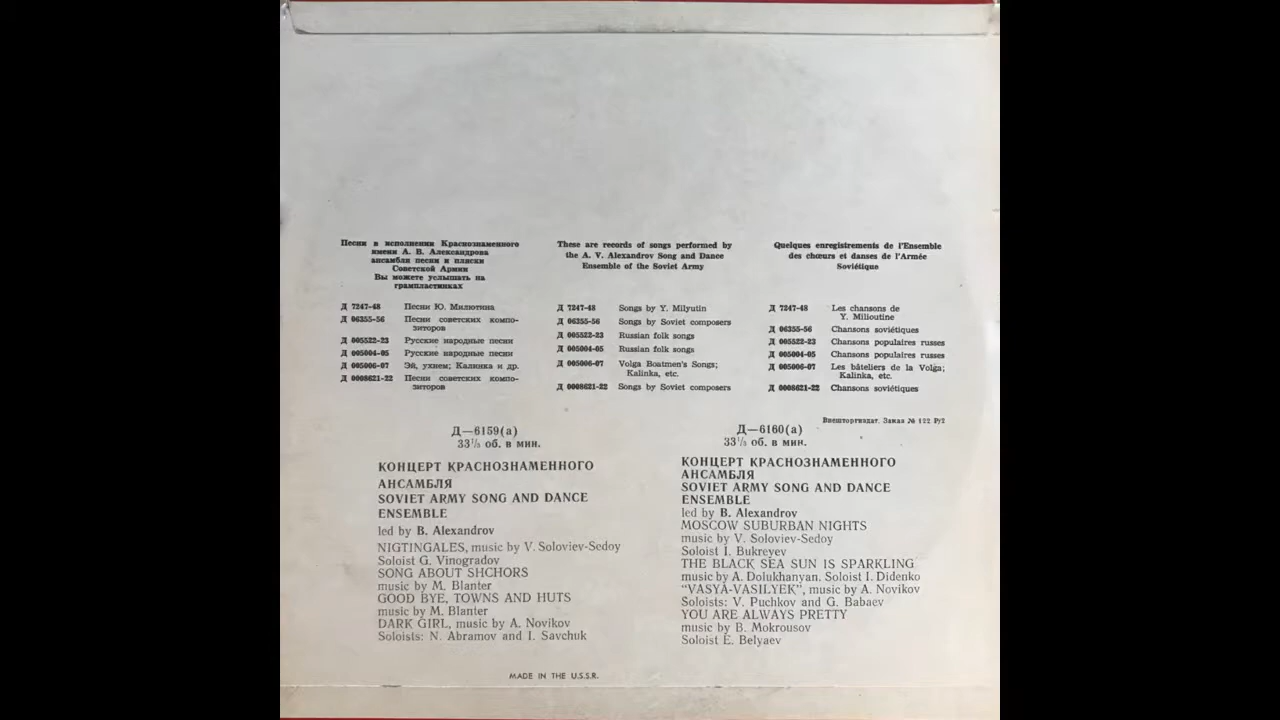 Песни в исполнении Краснознаменного
имени А. В. Александрова
ансамбля песни и пляски
Советской Армии
Вы можете услышать на
грампластинках
Д 7247-48 Песни Ю. Милютина
Д 06355-56 Песни советских компо-
зиторов
Д 005522-23 Русские народные песни
Д 005004-05 Русские народные песни
Д 005006-07 Эй, ухнем; Калинка и др.
Д 0008621-22 Песни советских компо-
зиторов
These are records of songs performed by
the A. V. Alexandrov Song and Dance
Ensemble of the Soviet Army
Д 7247-48 Songs by Y. Milyutin
Д 06355-56 Songs by Soviet composers
Д 005522-23 Russian folk songs
Д 005004-05 Russian folk songs
Д 005006-07 Volga Boatmen's Songs;
Kalinka, etc.
Д 0008621-22 Songs by Soviet composers
Quelques enregistrements de l'Ensemble
des chœurs et danses de l'Armée
Soviétique
Д 7247-48 Les chansons de
Y. Milioutine
Д 06355-56 Chansons soviétiques
Д 005522-23 Chansons populaires russes
Д 005004-05 Chansons populaires russes
Д 005006-07 Les bâteliers de la Volga;
Kalinka, etc.
Д 0008621-22 Chansons soviétiques
Внешторгиздат. Заказ № 122 Р/2
Д—6159(а)
33⅓ об. в мин.
КОНЦЕРТ КРАСНОЗНАМЕННОГО
АНСАМБЛЯ
SOVIET ARMY SONG AND DANCE
ENSEMBLE
led by B. Alexandrov
NIGTINGALES, music by V. Soloviev-Sedoy
Soloist G. Vinogradov
SONG ABOUT SHCHORS
music by M. Blanter
GOOD BYE, TOWNS AND HUTS
music by M. Blanter
DARK GIRL, music by A. Novikov
Soloists: N. Abramov and I. Savchuk
Д—6160(а)
33⅓ об. в мин.
КОНЦЕРТ КРАСНОЗНАМЕННОГО
АНСАМБЛЯ
SOVIET ARMY SONG AND DANCE
ENSEMBLE
led by B. Alexandrov
MOSCOW SUBURBAN NIGHTS
music by V. Soloviev-Sedoy
Soloist I. Bukreyev
THE BLACK SEA SUN IS SPARKLING
music by A. Dolukhanyan. Soloist I. Didenko
"VASYA-VASILYEK", music by A. Novikov
Soloists: V. Puchkov and G. Babaev
YOU ARE ALWAYS PRETTY
music by B. Mokrousov
Soloist E. Belyaev
MADE IN THE U.S.S.R.